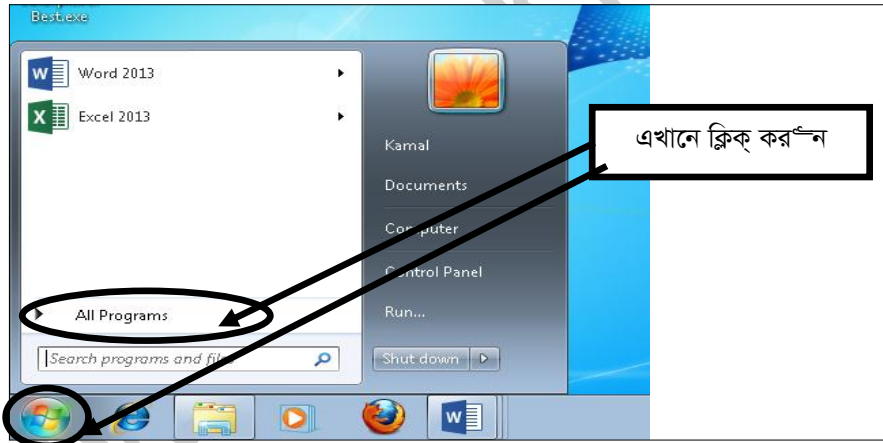 Best.exe
Word 2013
Excel 2013
Kamal
Documents
Computer
Control Panel
Run...
All Programs
Search programs and files
Shut down
এখানে ক্লিক্ করুন